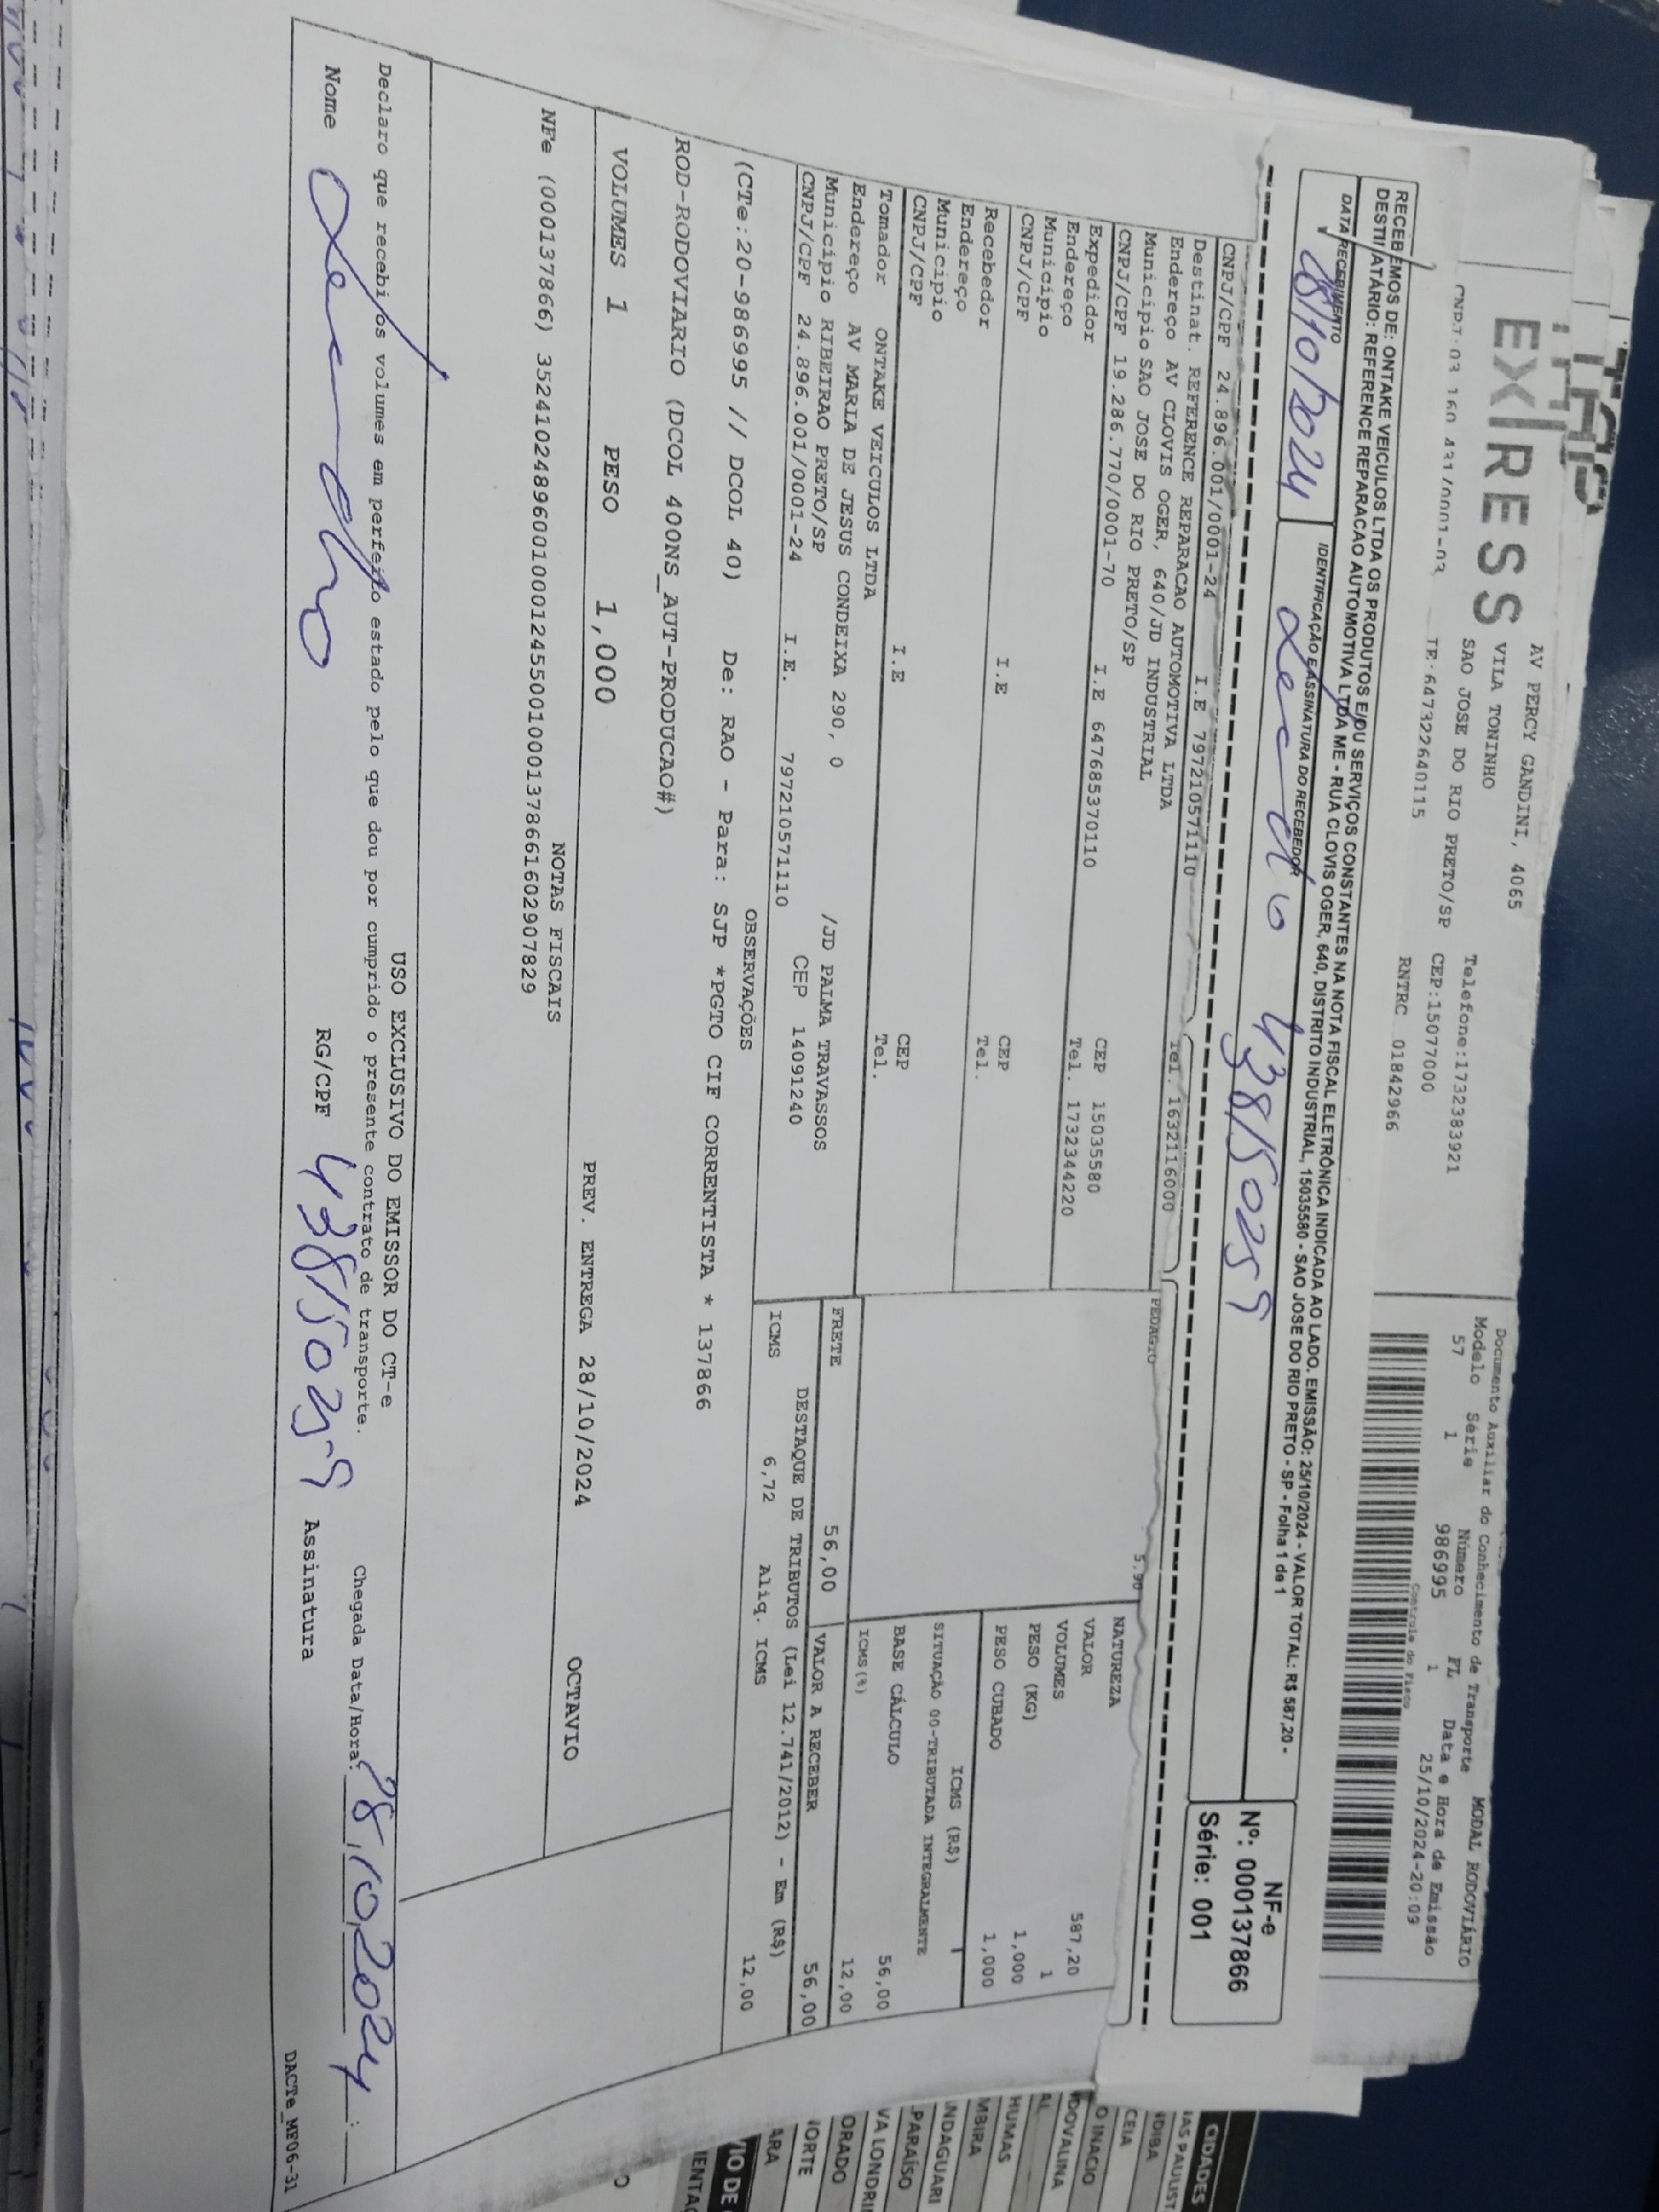 EXPRESS
AV PERCY GANDINI, 4065
VILA TONINHO
SAO JOSE DO RIO PRETO/SP
Telefone:1732383921
CEP:15077000
IE:647322640115
RNTRC 01842966
Documento Auxiliar do Conhecimento de Transporte MODAL RODOVIÁRIO
Modelo Série Número FL Data e Hora de Emissão
57 1 986995 1 25/10/2024-20:09
Controle do Fisco
RECEBEMOS DE: ONTAKE VEICULOS LTDA OS PRODUTOS E/OU SERVIÇOS CONSTANTES NA NOTA FISCAL ELETRÔNICA INDICADA AO LADO. EMISSÃO: 25/10/2024 - VALOR TOTAL: R$ 587,20 -
DESTINATÁRIO: REFERENCE REPARACAO AUTOMOTIVA LTDA ME - RUA CLOVIS OGER, 640, DISTRITO INDUSTRIAL, 15035580 - SAO JOSE DO RIO PRETO - SP - Folha 1 de 1
DATA RECEBIMENTO
28/10/2024
IDENTIFICAÇÃO E ASSINATURA DO RECEBEDOR
438150259
NF-e
Nº: 000137866
Série: 001
CNPJ/CPF 24.896.001/0001-24 I.E 797210571110 Tel. 1632116000
Destinat. REFERENCE REPARACAO AUTOMOTIVA LTDA
Endereço AV CLOVIS OGER, 640/JD INDUSTRIAL
Município SAO JOSE DO RIO PRETO/SP CEP 15035580
CNPJ/CPF 19.286.770/0001-70 I.E 647685370110 Tel. 1732344220
Expedidor
Endereço
Município CEP
CNPJ/CPF I.E Tel.
Recebedor
Endereço
Município CEP
CNPJ/CPF I.E Tel.
Tomador ONTAKE VEICULOS LTDA
Endereço AV MARIA DE JESUS CONDEIXA 290, 0 /JD PALMA TRAVASSOS
Município RIBEIRAO PRETO/SP CEP 14091240
CNPJ/CPF 24.896.001/0001-24 I.E. 797210571110
PEDAGIO 5,90
NATUREZA
VALOR 587,20
VOLUMES 1
PESO (KG) 1,000
PESO CUBADO 1,000
ICMS (R$)
SITUAÇÃO 00-TRIBUTADA INTEGRALMENTE
BASE CÁLCULO 56,00
ICMS(%) 12,00
FRETE 56,00 VALOR A RECEBER 56,00
DESTAQUE DE TRIBUTOS (Lei 12.741/2012) - Em (R$)
ICMS 6,72 Aliq. ICMS 12,00
OBSERVAÇÕES
(CTe:20-986995 // DCOL 40) De: RAO - Para: SJP *PGTO CIF CORRENTISTA * 137866
ROD-RODOVIARIO (DCOL 400NS_AUT-PRODUCAO#)
VOLUMES 1 PESO 1,000 PREV. ENTREGA 28/10/2024 OCTAVIO
NOTAS FISCAIS
NFe (000137866) 35241024896001000124550010001378661602907829
USO EXCLUSIVO DO EMISSOR DO CT-e
Declaro que recebi os volumes em perfeito estado pelo que dou por cumprido o presente contrato de transporte.
Chegada Data/Hora: 28/10/2024
Nome
RG/CPF 438150259 Assinatura
DACTe_MF06-31
CIDADES